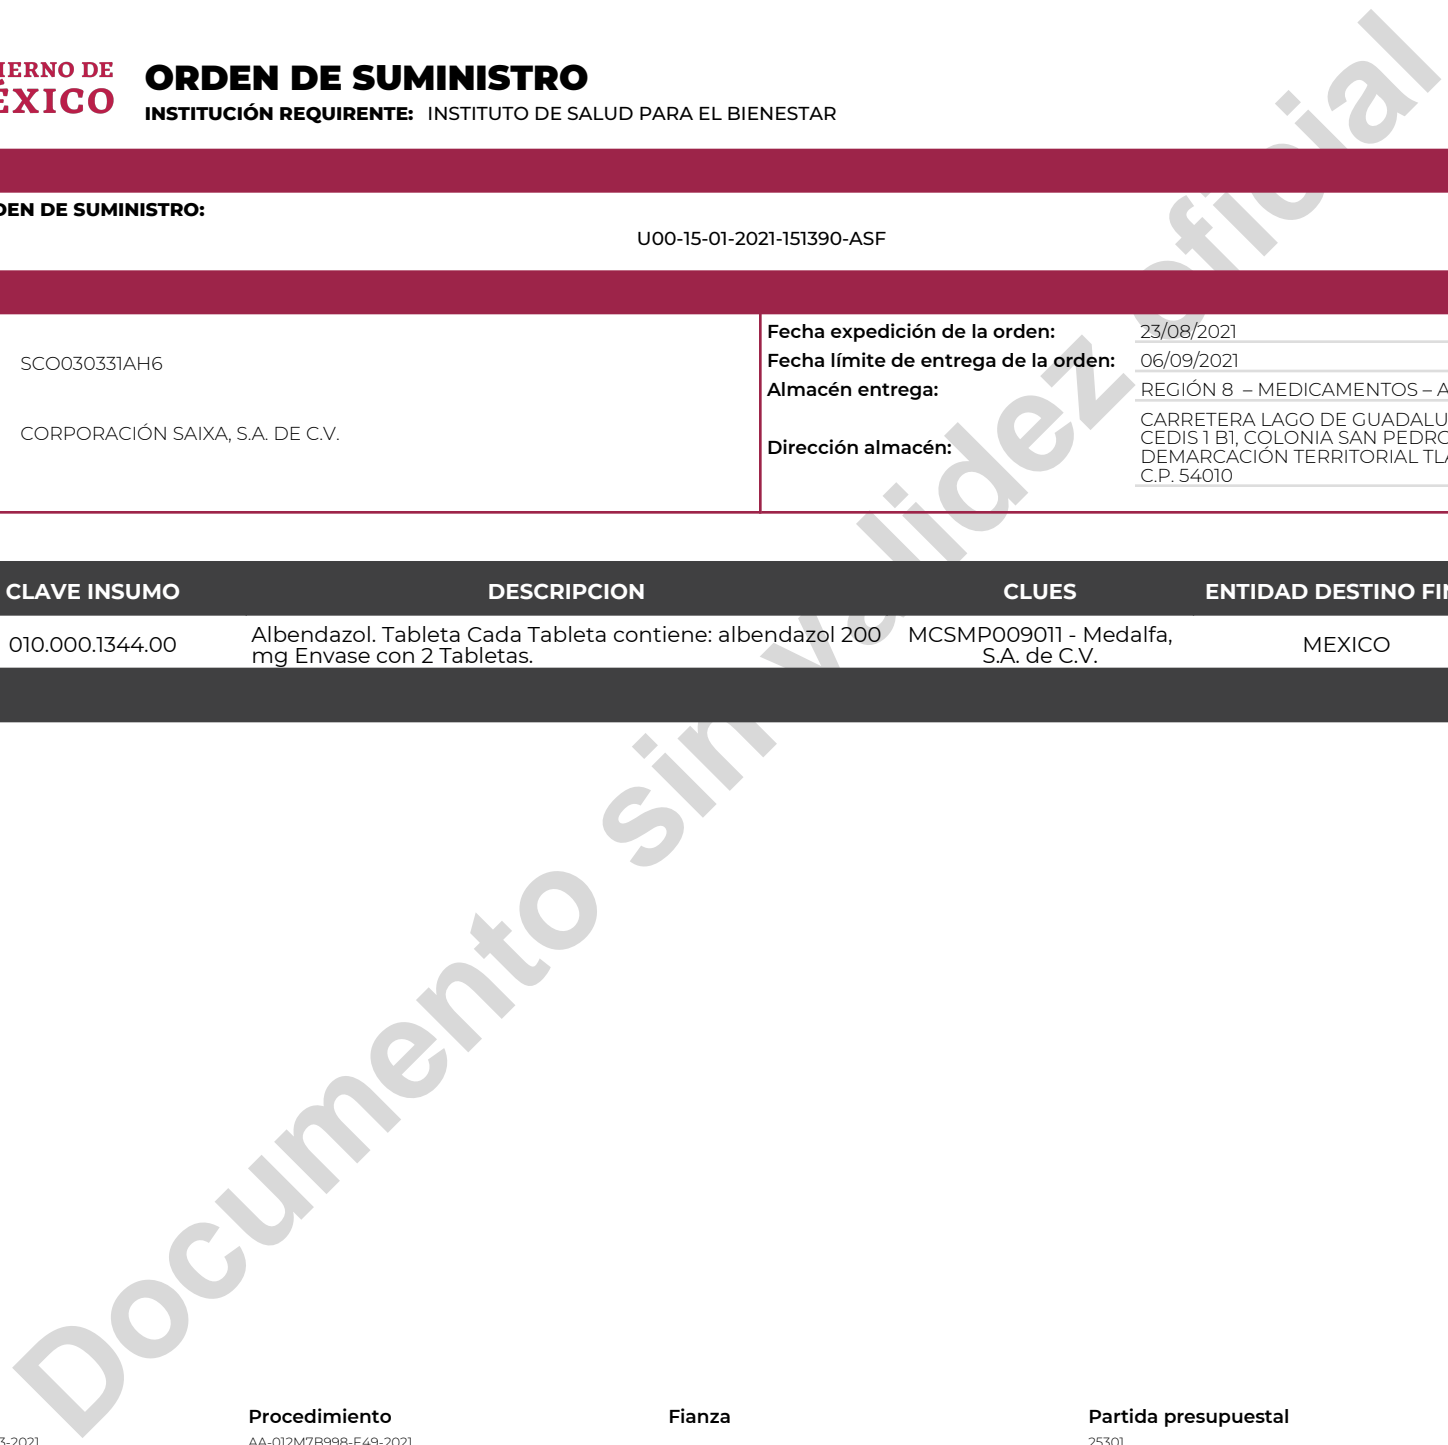 IERNO DE
ÉXICO
ORDEN DE SUMINISTRO
INSTITUCIÓN REQUIRENTE: INSTITUTO DE SALUD PARA EL BIENESTAR
DEN DE SUMINISTRO:
U00-15-01-2021-151390-ASF
SCO030331AH6
CORPORACIÓN SAIXA, S.A. DE C.V.
Fecha expedición de la orden: 23/08/2021
Fecha límite de entrega de la orden: 06/09/2021
Almacén entrega: REGIÓN 8 – MEDICAMENTOS – A
Dirección almacén:
CARRETERA LAGO DE GUADALU
CEDIS 1 B1, COLONIA SAN PEDRO
DEMARCACIÓN TERRITORIAL TLA
C.P. 54010
CLAVE INSUMO DESCRIPCION CLUES ENTIDAD DESTINO FIN
010.000.1344.00
Albendazol. Tableta Cada Tableta contiene: albendazol 200
mg Envase con 2 Tabletas.
MCSMP009011 - Medalfa,
S.A. de C.V.
MEXICO
Documento sin validez oficial
Procedimiento Fianza Partida presupuestal
3-2021 AA-012M7B998-E49-2021 25301